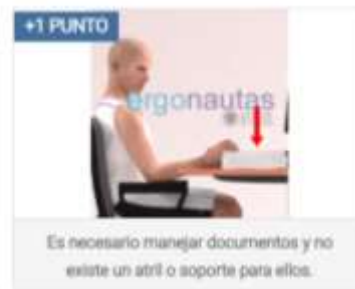 +1 PUNTO
ergonautas
Es necesario manejar documentos y no
existe un atril o soporte para ellos.